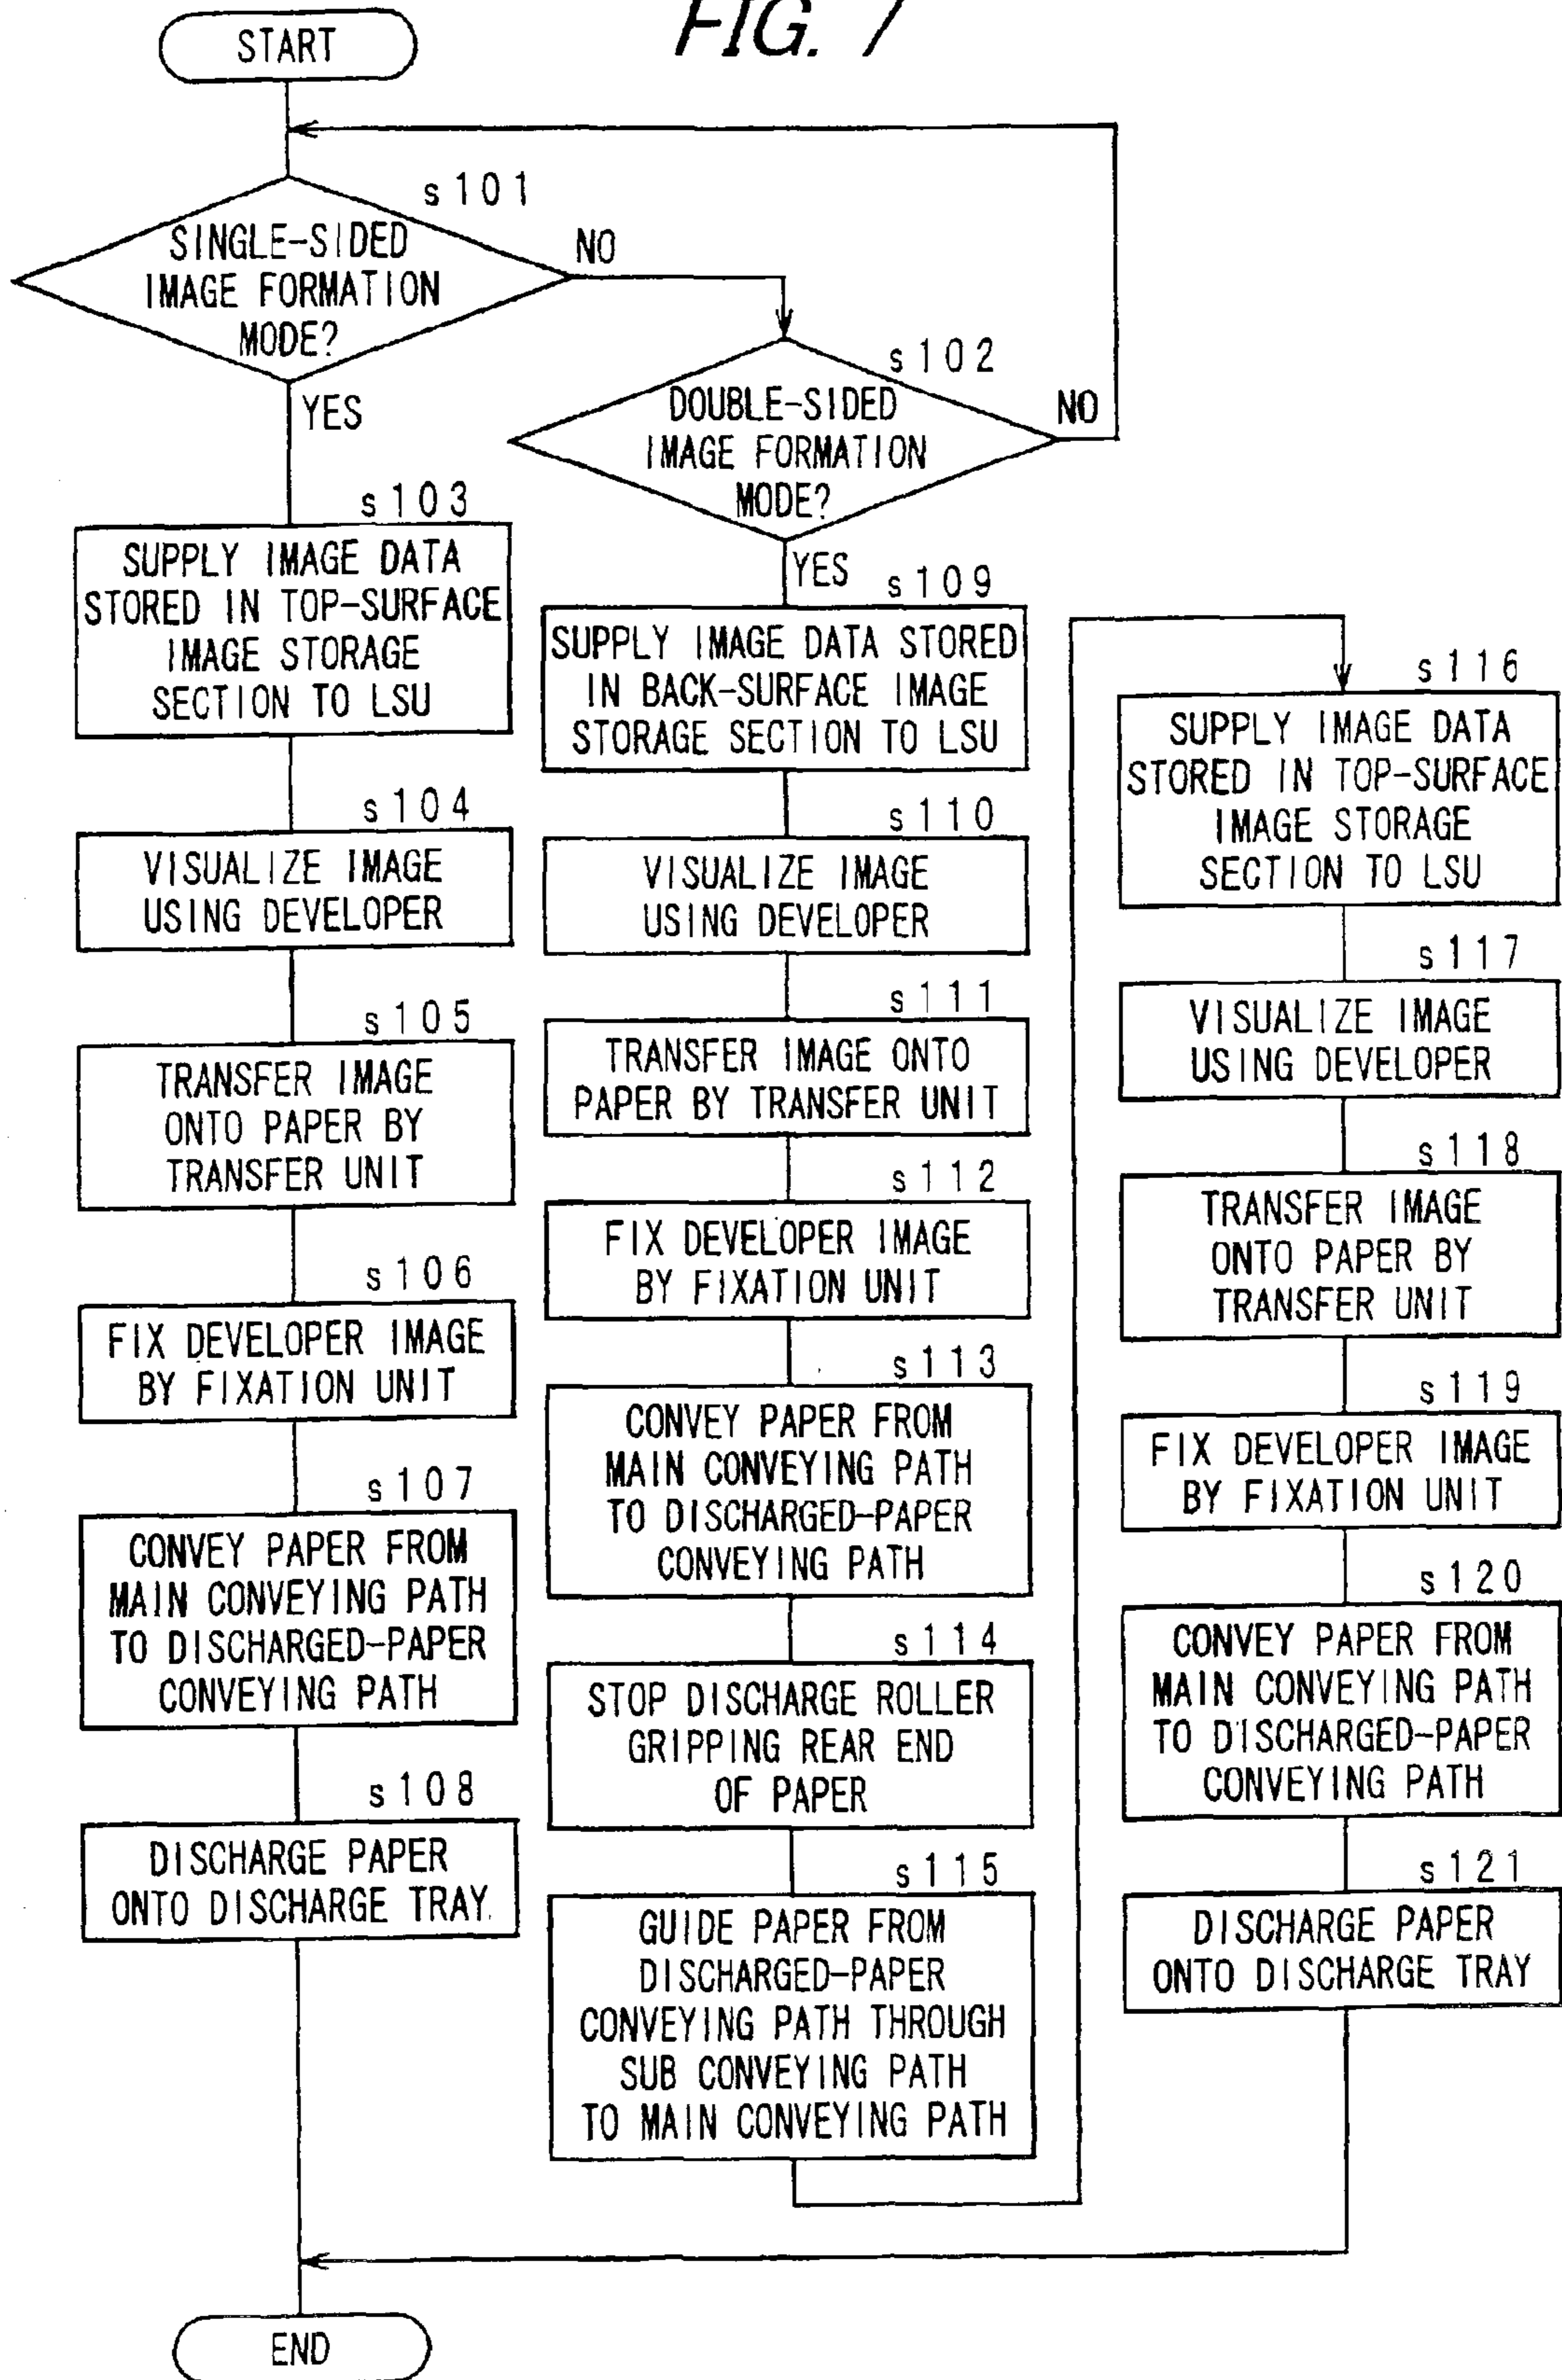 FIG. 7
START
s101
SINGLE-SIDED
IMAGE FORMATION
MODE?
NO
YES
s102
DOUBLE-SIDED
IMAGE FORMATION
MODE?
NO
YES
s103
SUPPLY IMAGE DATA
STORED IN TOP-SURFACE
IMAGE STORAGE
SECTION TO LSU
s104
VISUALIZE IMAGE
USING DEVELOPER
s105
TRANSFER IMAGE
ONTO PAPER BY
TRANSFER UNIT
s106
FIX DEVELOPER IMAGE
BY FIXATION UNIT
s107
CONVEY PAPER FROM
MAIN CONVEYING PATH
TO DISCHARGED-PAPER
CONVEYING PATH
s108
DISCHARGE PAPER
ONTO DISCHARGE TRAY
s109
SUPPLY IMAGE DATA STORED
IN BACK-SURFACE IMAGE
STORAGE SECTION TO LSU
s110
VISUALIZE IMAGE
USING DEVELOPER
s111
TRANSFER IMAGE ONTO
PAPER BY TRANSFER UNIT
s112
FIX DEVELOPER IMAGE
BY FIXATION UNIT
s113
CONVEY PAPER FROM
MAIN CONVEYING PATH
TO DISCHARGED-PAPER
CONVEYING PATH
s114
STOP DISCHARGE ROLLER
GRIPPING REAR END
OF PAPER
s115
GUIDE PAPER FROM
DISCHARGED-PAPER
CONVEYING PATH THROUGH
SUB CONVEYING PATH
TO MAIN CONVEYING PATH
s116
SUPPLY IMAGE DATA
STORED IN TOP-SURFACE
IMAGE STORAGE
SECTION TO LSU
s117
VISUALIZE IMAGE
USING DEVELOPER
s118
TRANSFER IMAGE
ONTO PAPER BY
TRANSFER UNIT
s119
FIX DEVELOPER IMAGE
BY FIXATION UNIT
s120
CONVEY PAPER FROM
MAIN CONVEYING PATH
TO DISCHARGED-PAPER
CONVEYING PATH
s121
DISCHARGE PAPER
ONTO DISCHARGE TRAY
END